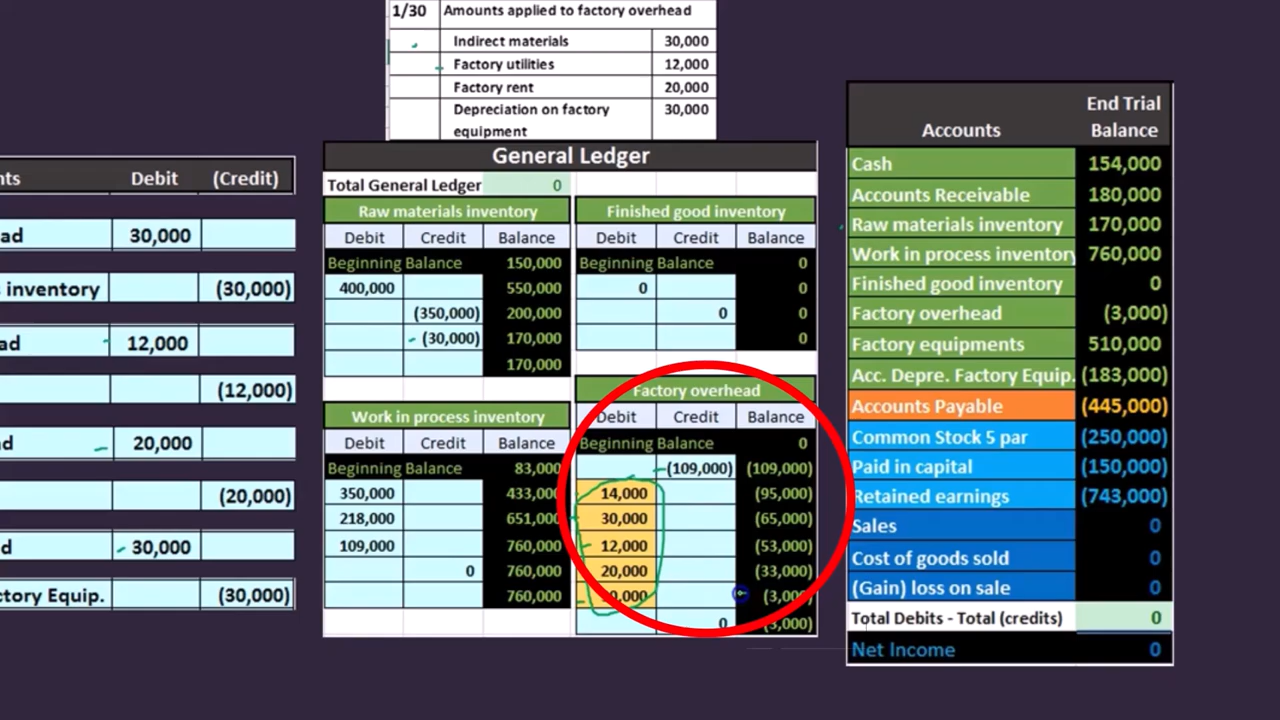 1/30 Amounts applied to factory overhead
Indirect materials 30,000
Factory utilities 12,000
Factory rent 20,000
Depreciation on factory 30,000
equipment
nts Debit (Credit)
ad 30,000
s inventory (30,000)
ad 12,000
(12,000)
d 20,000
(20,000)
d 30,000
ctory Equip. (30,000)
General Ledger
Total General Ledger 0
Raw materials inventory
Debit Credit Balance
Beginning Balance 150,000
400,000 550,000
(350,000) 200,000
(30,000) 170,000
170,000
Finished good inventory
Debit Credit Balance
Beginning Balance 0
0 0
0 0
0
Work in process inventory
Debit Credit Balance
Beginning Balance 83,000
350,000 433,000
218,000 651,000
109,000 760,000
0 760,000
760,000
Factory overhead
Debit Credit Balance
Beginning Balance 0
(109,000) (109,000)
14,000 (95,000)
30,000 (65,000)
12,000 (53,000)
20,000 (33,000)
(3,000)
0 (3,000)
Accounts End Trial
Balance
Cash 154,000
Accounts Receivable 180,000
Raw materials inventory 170,000
Work in process inventory 760,000
Finished good inventory 0
Factory overhead (3,000)
Factory equipments 510,000
Acc. Depre. Factory Equip. (183,000)
Accounts Payable (445,000)
Common Stock 5 par (250,000)
Paid in capital (150,000)
Retained earnings (743,000)
Sales 0
Cost of goods sold 0
(Gain) loss on sale 0
Total Debits - Total (credits) 0
Net Income 0